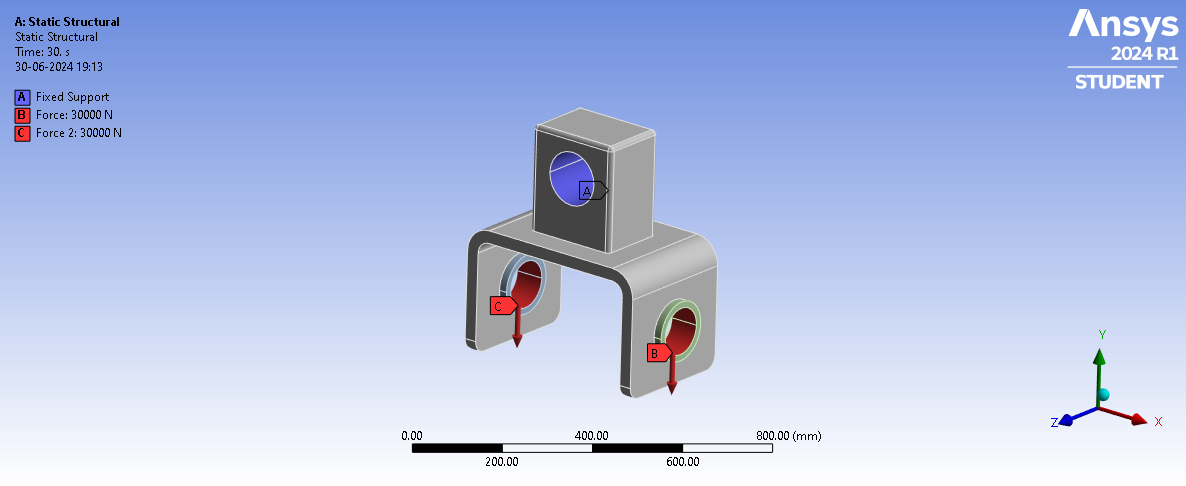 A: Static Structural
Static Structural
Time: 30. s
30-06-2024 19:13
A Fixed Support
B Force: 30000 N
C Force 2: 30000 N
Ansys
2024 R1
STUDENT
A
C
B
Y
Z
X
0.00 400.00 800.00 (mm)
200.00 600.00